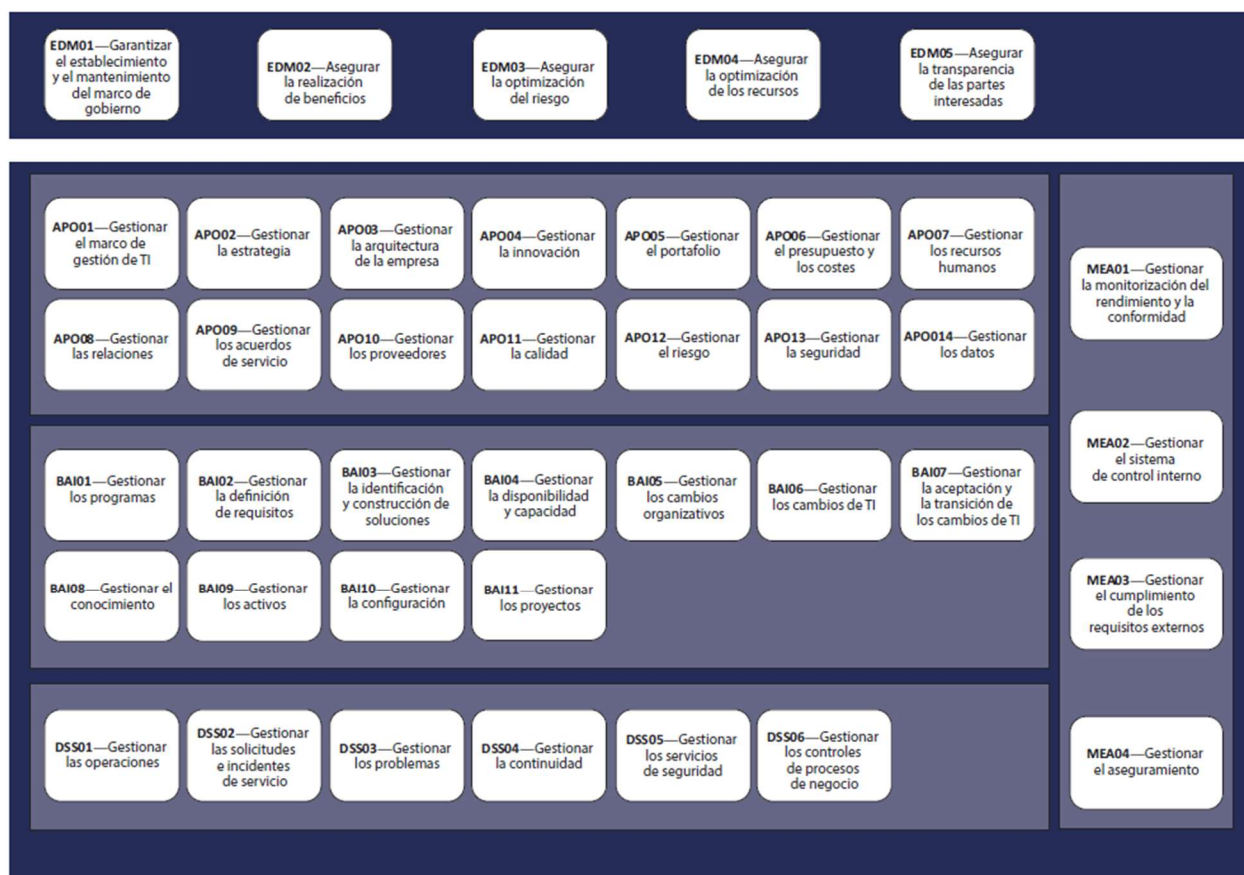 EDM01—Garantizar
el establecimiento
y el mantenimiento
del marco de
gobierno
EDM02—Asegurar
la realización
de beneficios
EDM03—Asegurar
la optimización
del riesgo
EDM04—Asegurar
la optimización
de los recursos
EDM05—Asegurar
la transparencia
de las partes
interesadas
APO01—Gestionar
el marco de
gestión de TI
APO02—Gestionar
la estrategia
APO03—Gestionar
la arquitectura
de la empresa
APO04—Gestionar
la innovación
APO05—Gestionar
el portafolio
APO06—Gestionar
el presupuesto y
los costes
APO07—Gestionar
los recursos
humanos
APO08—Gestionar
las relaciones
APO09—Gestionar
los acuerdos
de servicio
APO10—Gestionar
los proveedores
APO11—Gestionar
la calidad
APO12—Gestionar
el riesgo
APO13—Gestionar
la seguridad
APO014—Gestionar
los datos
BAI01—Gestionar
los programas
BAI02—Gestionar
la definición
de requisitos
BAI03—Gestionar
la identificación
y construcción de
soluciones
BAI04—Gestionar
la disponibilidad
y capacidad
BAI05—Gestionar
los cambios
organizativos
BAI06—Gestionar
los cambios de TI
BAI07—Gestionar
la aceptación y
la transición de
los cambios de TI
BAI08—Gestionar el
conocimiento
BAI09—Gestionar
los activos
BAI10—Gestionar
la configuración
BAI11—Gestionar
los proyectos
DSS01—Gestionar
las operaciones
DSS02—Gestionar
las solicitudes
e incidentes
de servicio
DSS03—Gestionar
los problemas
DSS04—Gestionar
la continuidad
DSS05—Gestionar
los servicios
de seguridad
DSS06—Gestionar
los controles
de procesos
de negocio
MEA01—Gestionar
la monitorización del
rendimiento y la
conformidad
MEA02—Gestionar
el sistema
de control interno
MEA03—Gestionar
el cumplimiento
de los
requisitos externos
MEA04—Gestionar
el aseguramiento